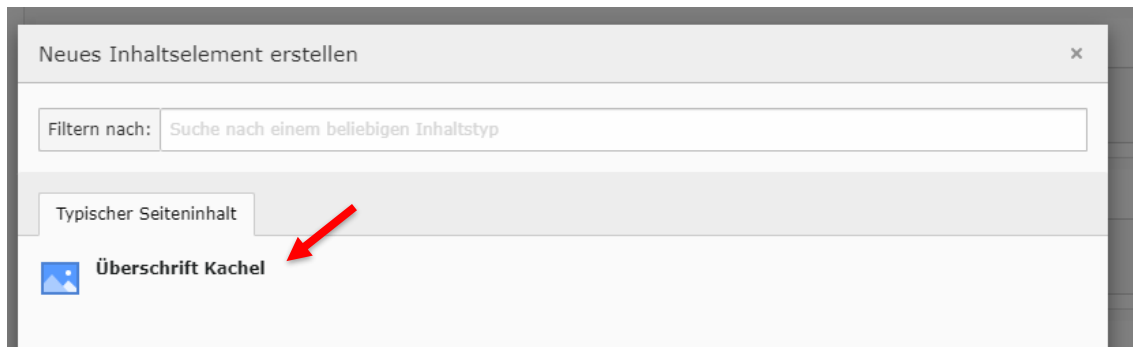 Neues Inhaltselement erstellen ×
Filtern nach: Suche nach einem beliebigen Inhaltstyp
Typischer Seiteninhalt
Überschrift Kachel